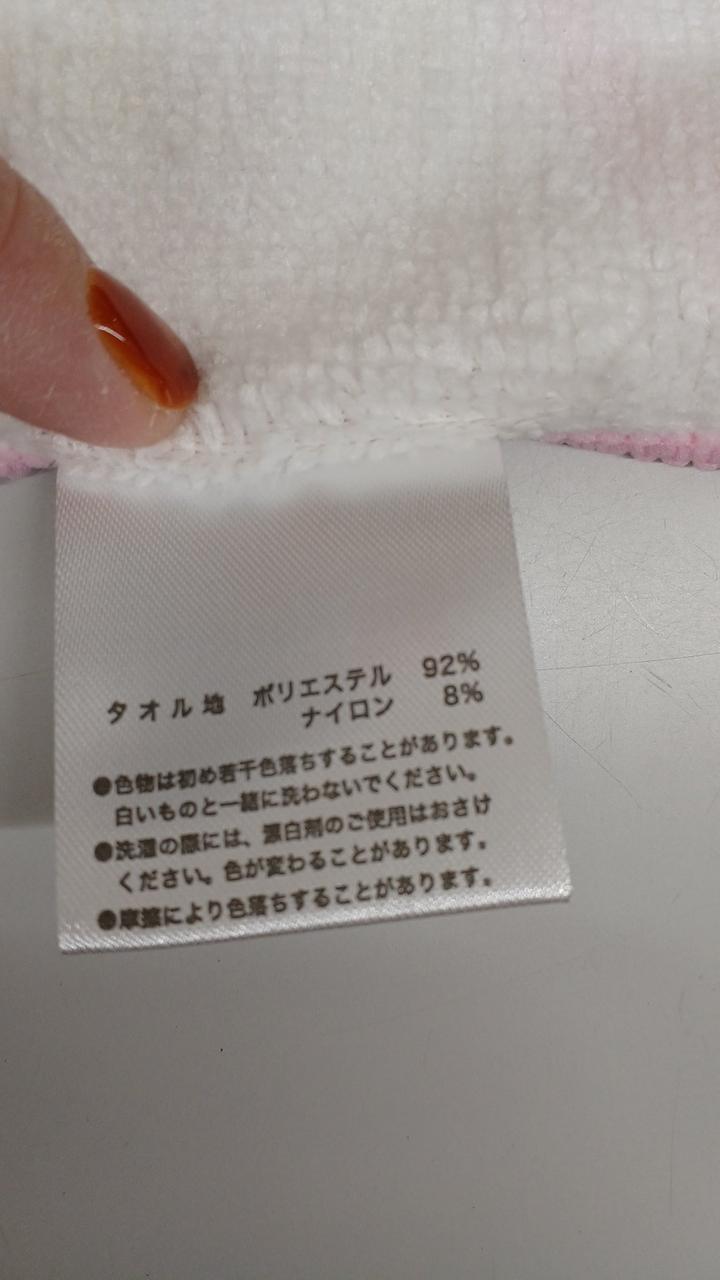 タオル地 ポリエステル 92%
ナイロン 8%
●色物は初め若干色落ちすることがあります。
白いものと一緒に洗わないでください。
●洗濯の際には、漂白剤のご使用はおさけ
ください。色が変わることがあります。
●摩擦により色落ちすることがあります。